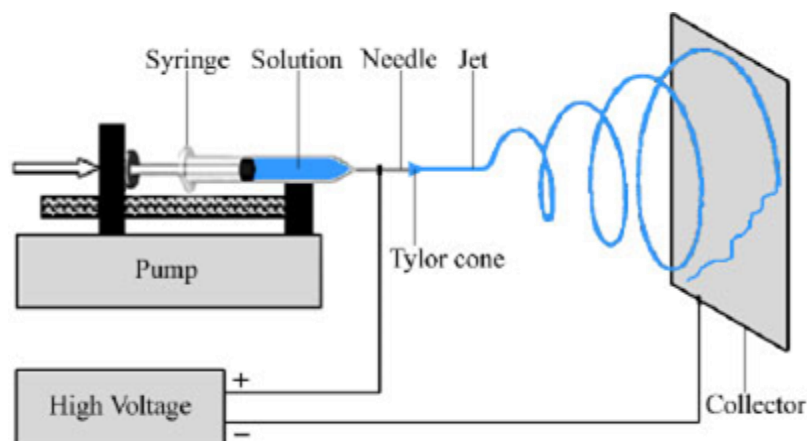 Syringe
Solution
Needle
Jet
Tylor cone
Pump
High Voltage
+
−
Collector